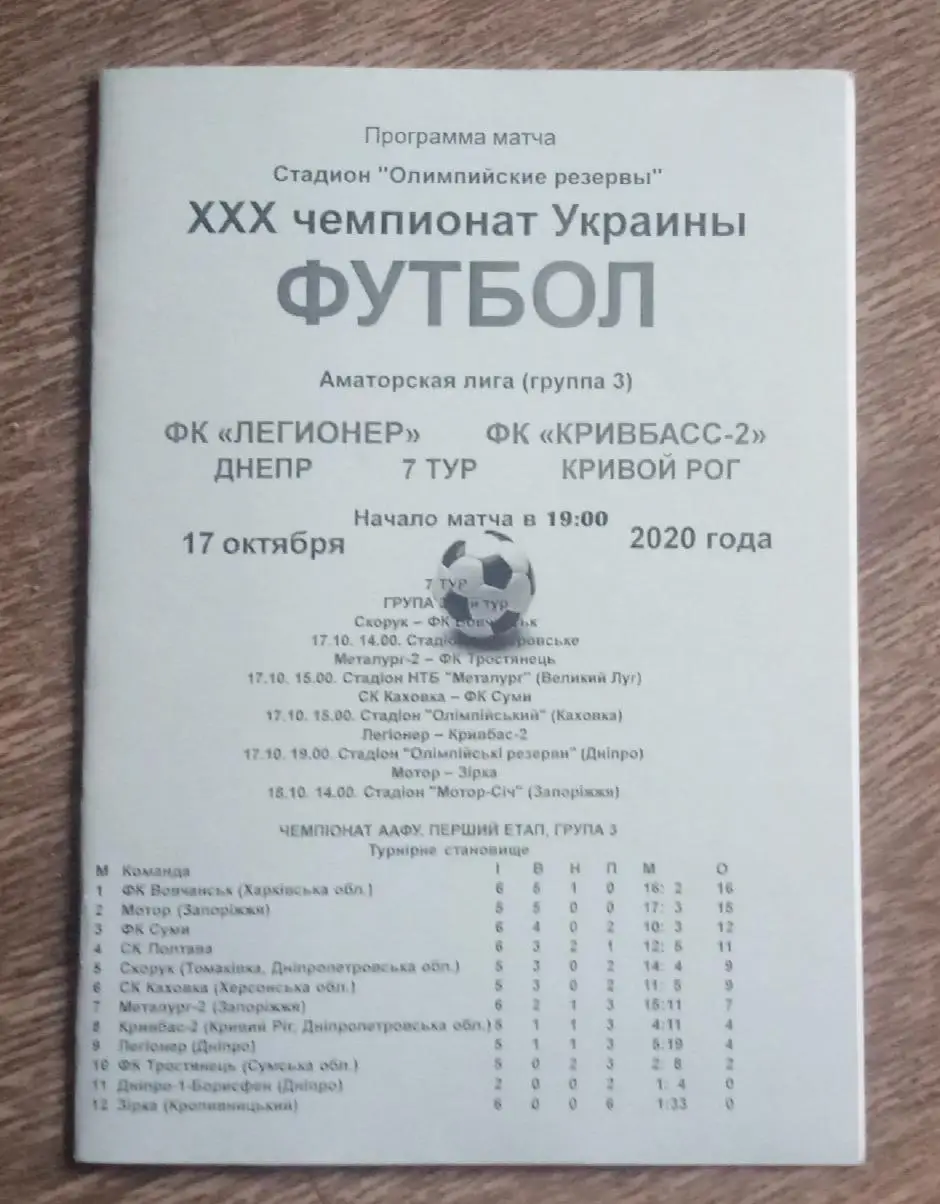 Программа матча
Стадион "Олимпийские резервы"
XXX чемпионат Украины
ФУТБОЛ
Аматорская лига (группа 3)
ФК «ЛЕГИОНЕР» ФК «КРИВБАСС-2»
ДНЕПР 7 ТУР КРИВОЙ РОГ
Начало матча в 19:00
17 октября 2020 года
7 ТУР
ГРУПА тур
Скорук – ФК
17.10. 14.00.
Металург-2 – ФК Тростянець
17.10. 15.00. Стадіон НТБ "Металург" (Великий Луг)
СК Каховка – ФК Суми
17.10. 15.00. Стадіон "Олімпійський" (Каховка)
Легіонер – Кривбас-2
17.10. 19.00. Стадіон "Олімпійські резерви" (Дніпро)
Мотор – Зірка
18.10. 14.00. Стадіон "Мотор-Січ" (Запоріжжя)
ЧЕМПІОНАТ ААФУ. ПЕРШИЙ ЕТАП, ГРУПА 3
Турнірне становище
М Команда І В Н П М О
1 ФК Вовчанськ (Харківська обл.) 6 5 1 0 16: 2 16
2 Мотор (Запоріжжя) 5 5 0 0 17: 3 15
3 ФК Суми 6 4 0 2 10: 3 12
4 СК Полтава 6 3 2 1 12: 5 11
5 Скорук (Томаківка, Дніпропетровська обл.) 5 3 0 2 14: 4 9
6 СК Каховка (Херсонська обл.) 5 3 0 2 11: 5 9
7 Металург-2 (Запоріжжя) 6 2 1 3 15:11 7
8 Кривбас-2 (Кривий Ріг, Дніпропетровська обл.) 5 1 1 3 4:11 4
9 Легіонер (Дніпро) 5 1 1 3 5:19 4
10 ФК Тростянець (Сумська обл.) 5 0 2 3 2: 8 2
11 Дніпро-1-Борисфен (Дніпро) 2 0 0 2 1: 4 0
12 Зірка (Кропивницький) 6 0 0 6 1:33 0